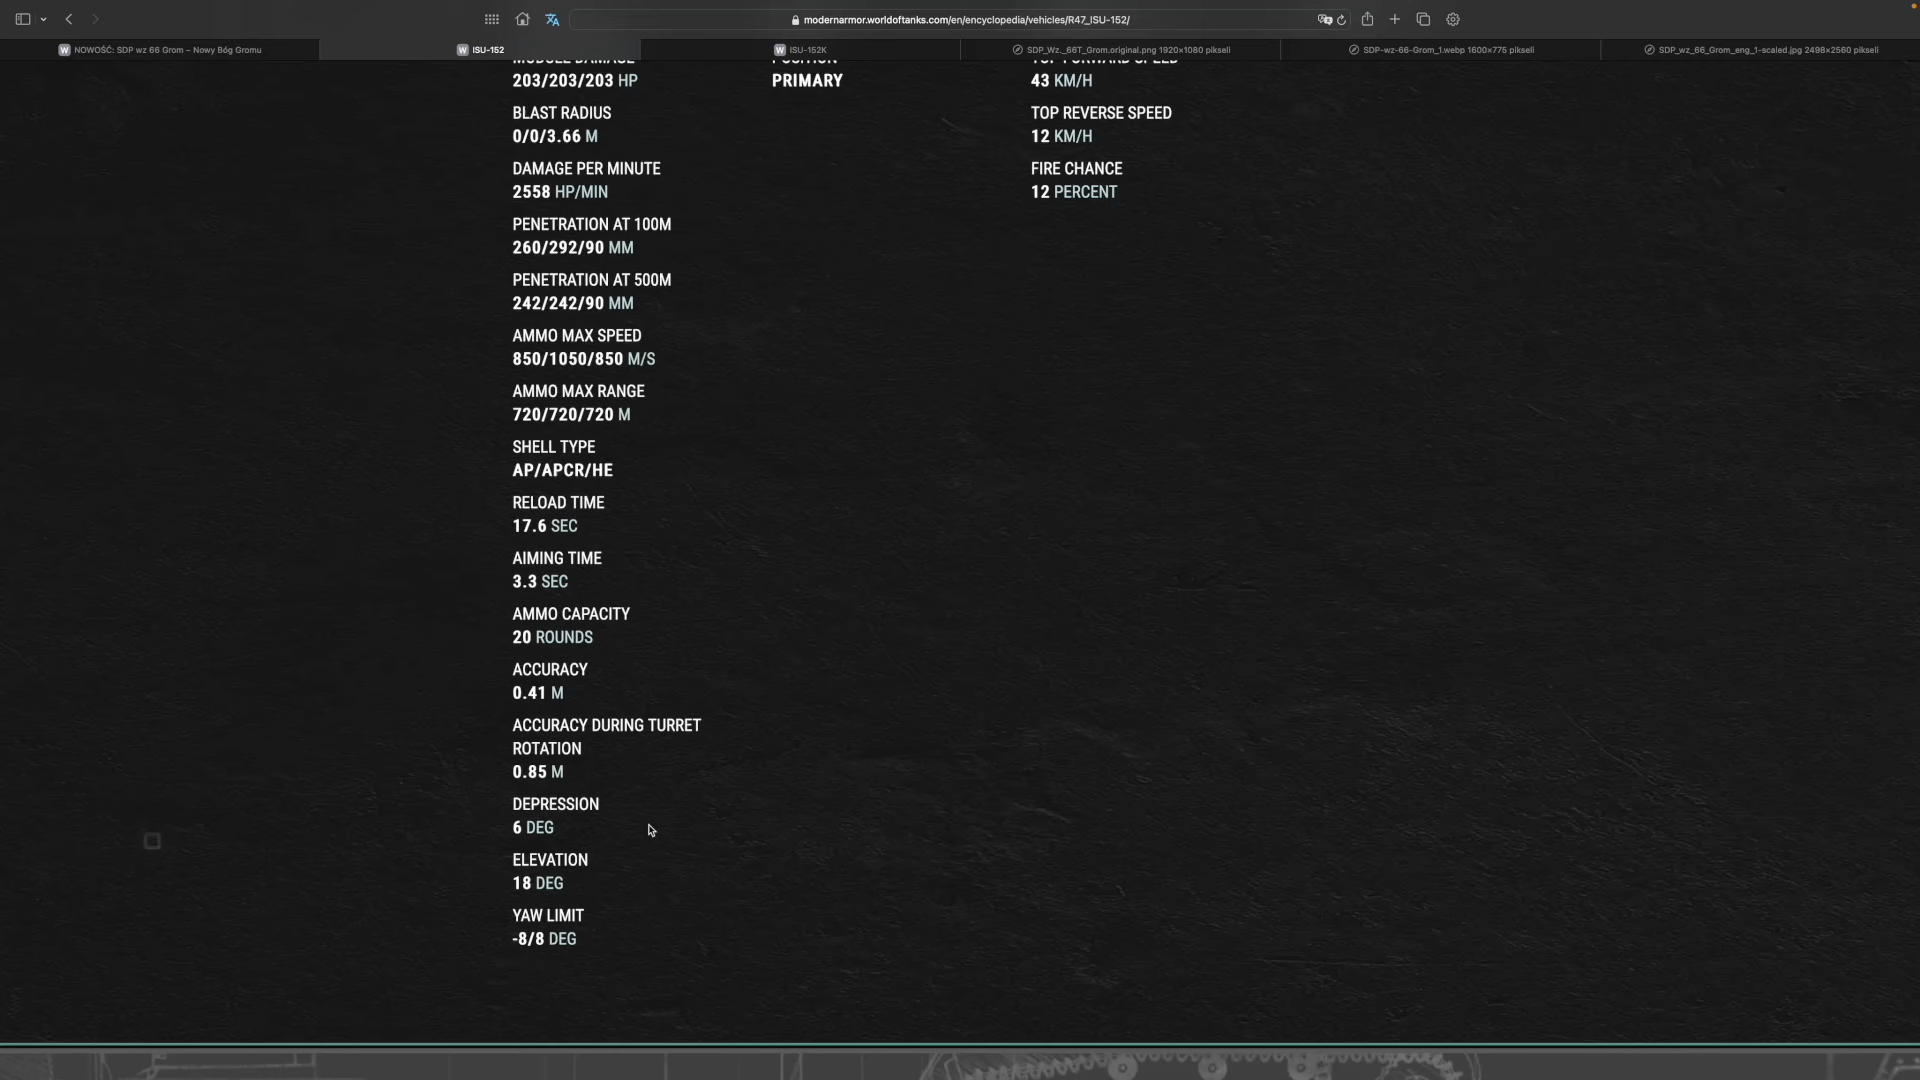 modernarmor.worldoftanks.com/en/encyclopedia/vehicles/R47_ISU-152/
NOWOŚĆ: SDP wz 66 Grom – Nowy Bóg Gromu
ISU-152
ISU-152K
SDP_Wz._66T_Grom.original.png 1920×1080 pikseli
SDP-wz-66-Grom_1.webp 1600×775 pikseli
SDP_wz_66_Grom_eng_1-scaled.jpg 2498×2560 pikseli
MODULE DAMAGE
203/203/203 HP
BLAST RADIUS
0/0/3.66 M
DAMAGE PER MINUTE
2558 HP/MIN
PENETRATION AT 100M
260/292/90 MM
PENETRATION AT 500M
242/242/90 MM
AMMO MAX SPEED
850/1050/850 M/S
AMMO MAX RANGE
720/720/720 M
SHELL TYPE
AP/APCR/HE
RELOAD TIME
17.6 SEC
AIMING TIME
3.3 SEC
AMMO CAPACITY
20 ROUNDS
ACCURACY
0.41 M
ACCURACY DURING TURRET
ROTATION
0.85 M
DEPRESSION
6 DEG
ELEVATION
18 DEG
YAW LIMIT
-8/8 DEG
POSITION
PRIMARY
TOP FORWARD SPEED
43 KM/H
TOP REVERSE SPEED
12 KM/H
FIRE CHANCE
12 PERCENT